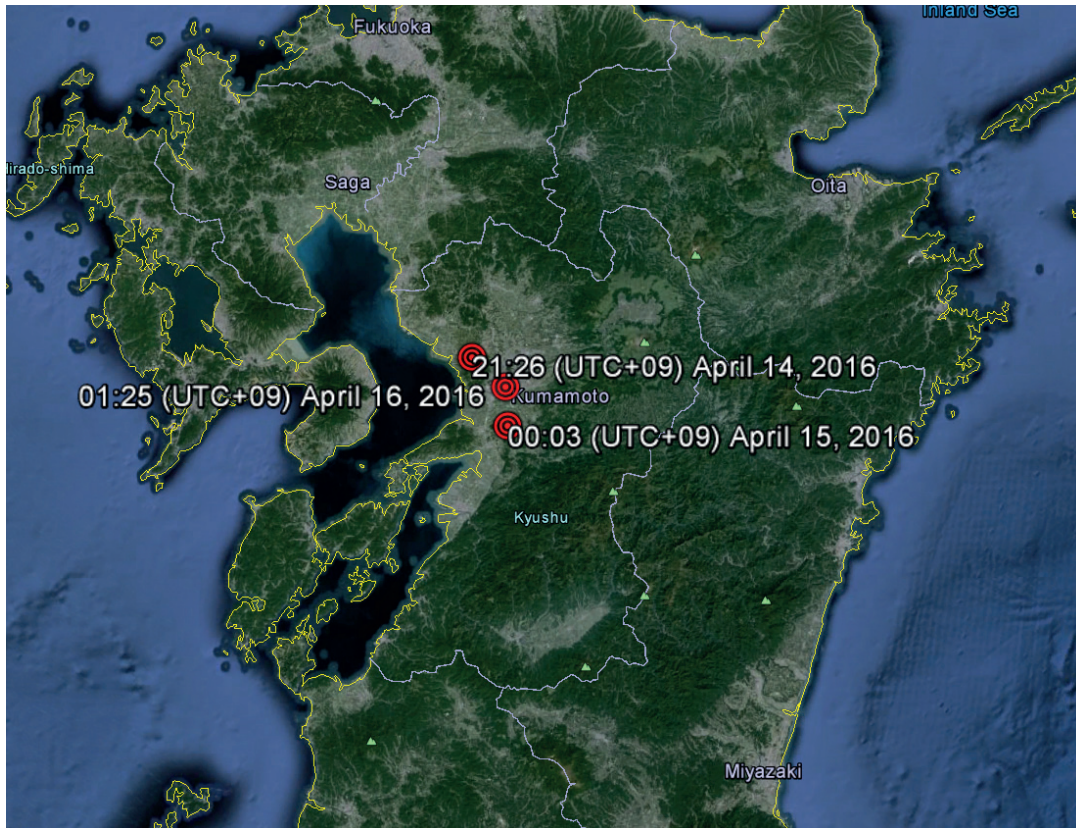 Inland Sea
Fukuoka
Hirado-shima
Saga
Oita
21:26 (UTC+09) April 14, 2016
01:25 (UTC+09) April 16, 2016
Kumamoto
00:03 (UTC+09) April 15, 2016
Kyushu
Miyazaki